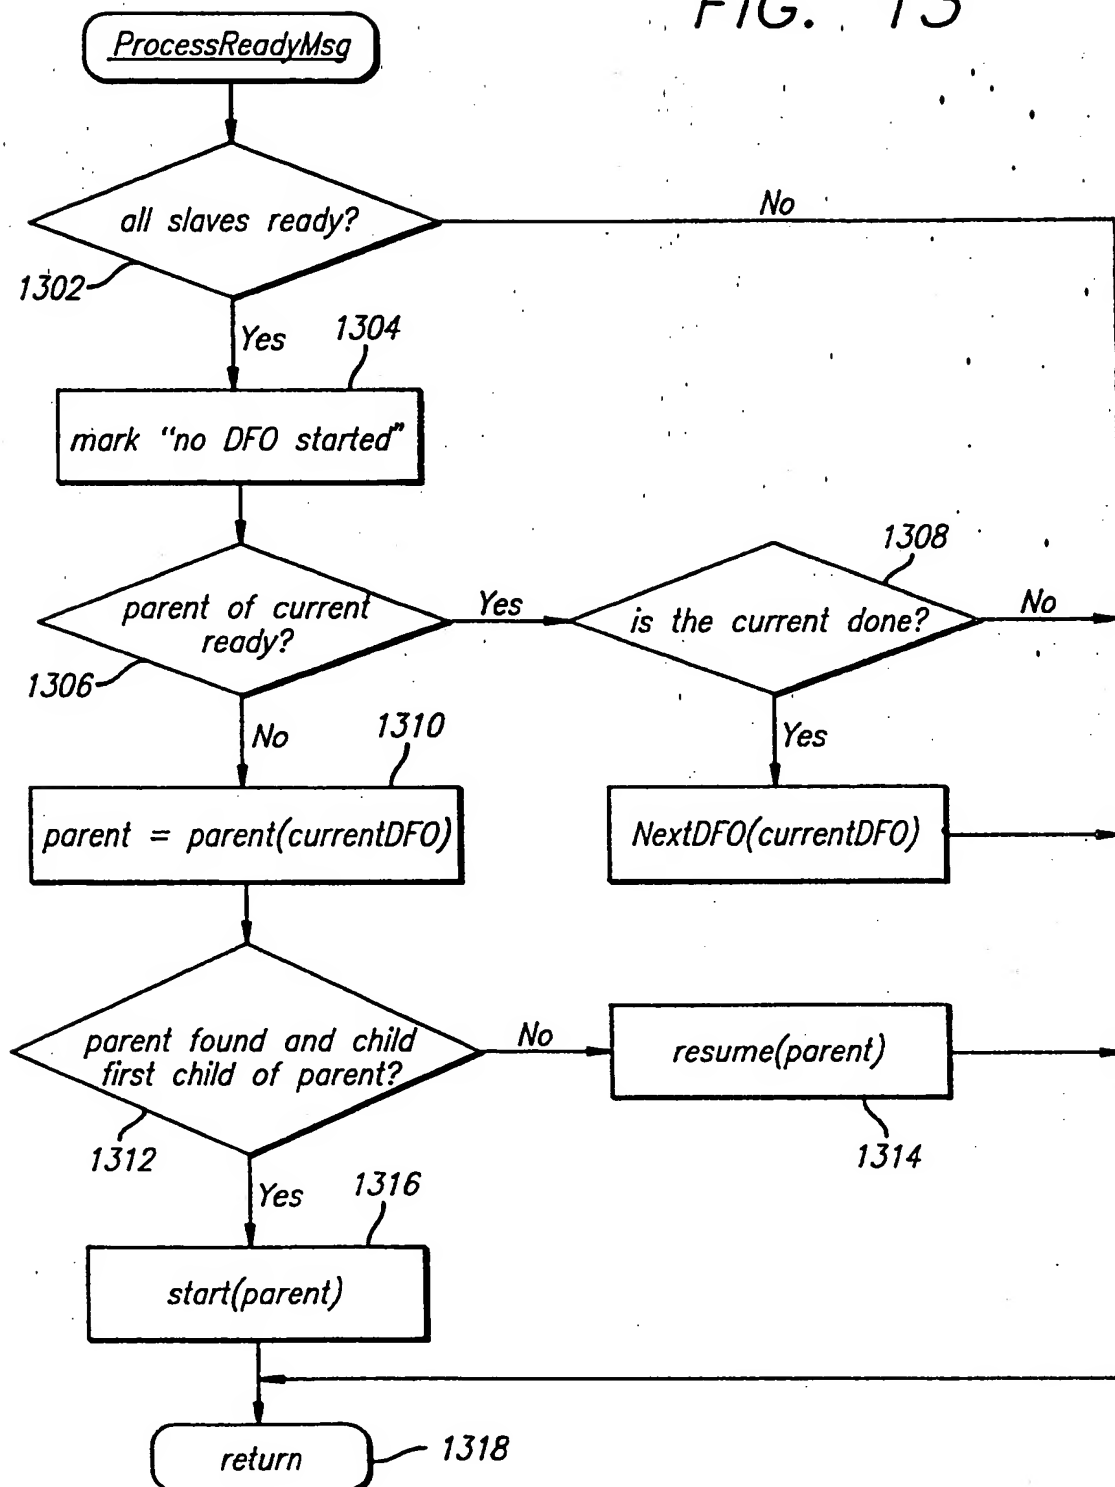 FIG. 13
ProcessReadyMsg
all slaves ready?
No
1302
Yes
1304
mark "no DFO started"
1308
parent of current
ready?
Yes
is the current done?
No
1306
No
1310
Yes
parent = parent(currentDFO)
NextDFO(currentDFO)
parent found and child
first child of parent?
No
resume(parent)
1312
1314
Yes
1316
start(parent)
return
1318